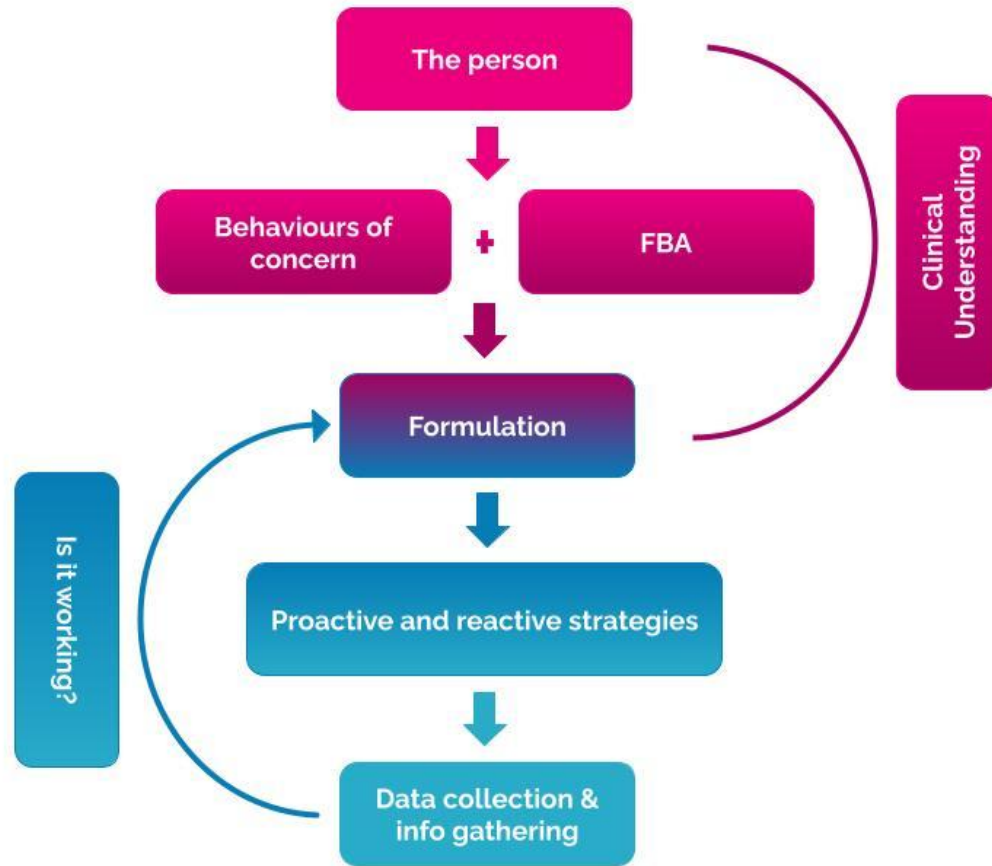 The person
Behaviours of
concern
FBA
Clinical
Understanding
Formulation
Is it working?
Proactive and reactive strategies
Data collection &
info gathering